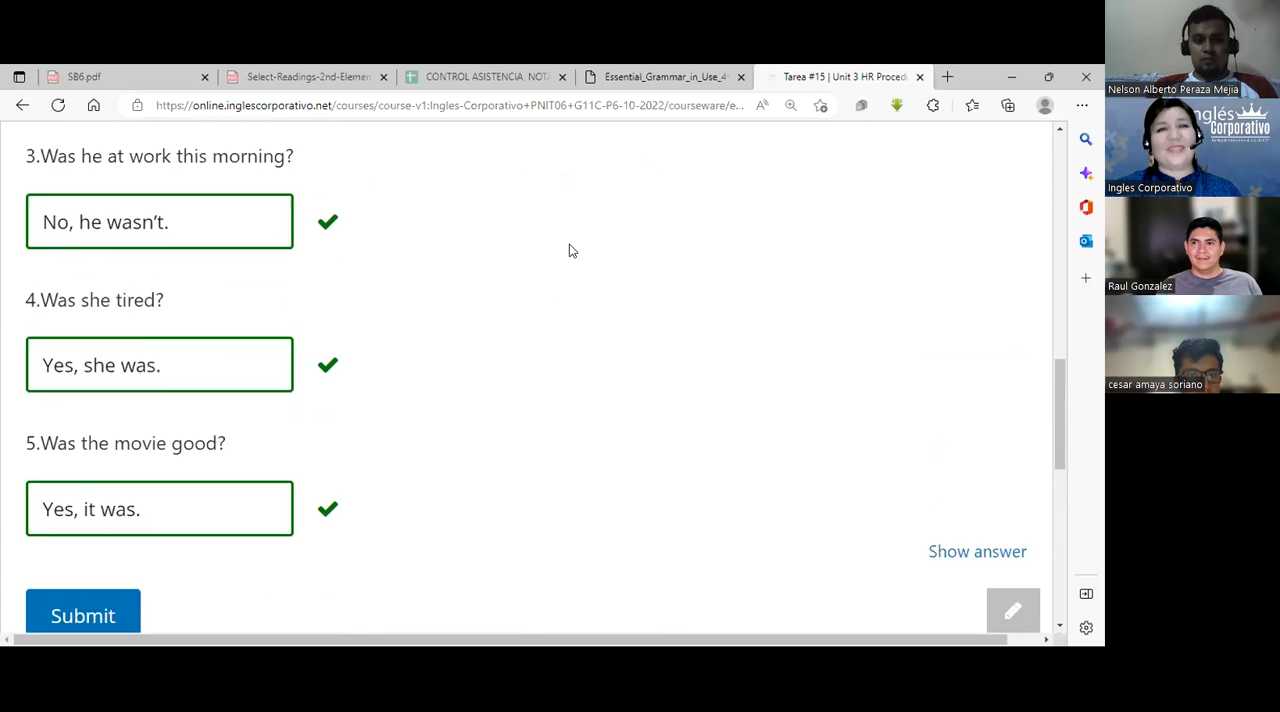 SB6.pdf
Select-Readings-2nd-Elemen
CONTROL ASISTENCIA, NOTA
Essential_Grammar_in_Use_4
Tarea #15 | Unit 3 HR Proced
https://online.inglescorporativo.net/courses/course-v1:Ingles-Corporativo+PNIT06+G11C-P6-10-2022/courseware/e...
3.Was he at work this morning?
No, he wasn't.
4.Was she tired?
Yes, she was.
5.Was the movie good?
Yes, it was.
Show answer
Submit
Nelson Alberto Peraza Mejia
nglés
Corporativo
Ingles Corporativo
Raul Gonzalez
cesar amaya soriano